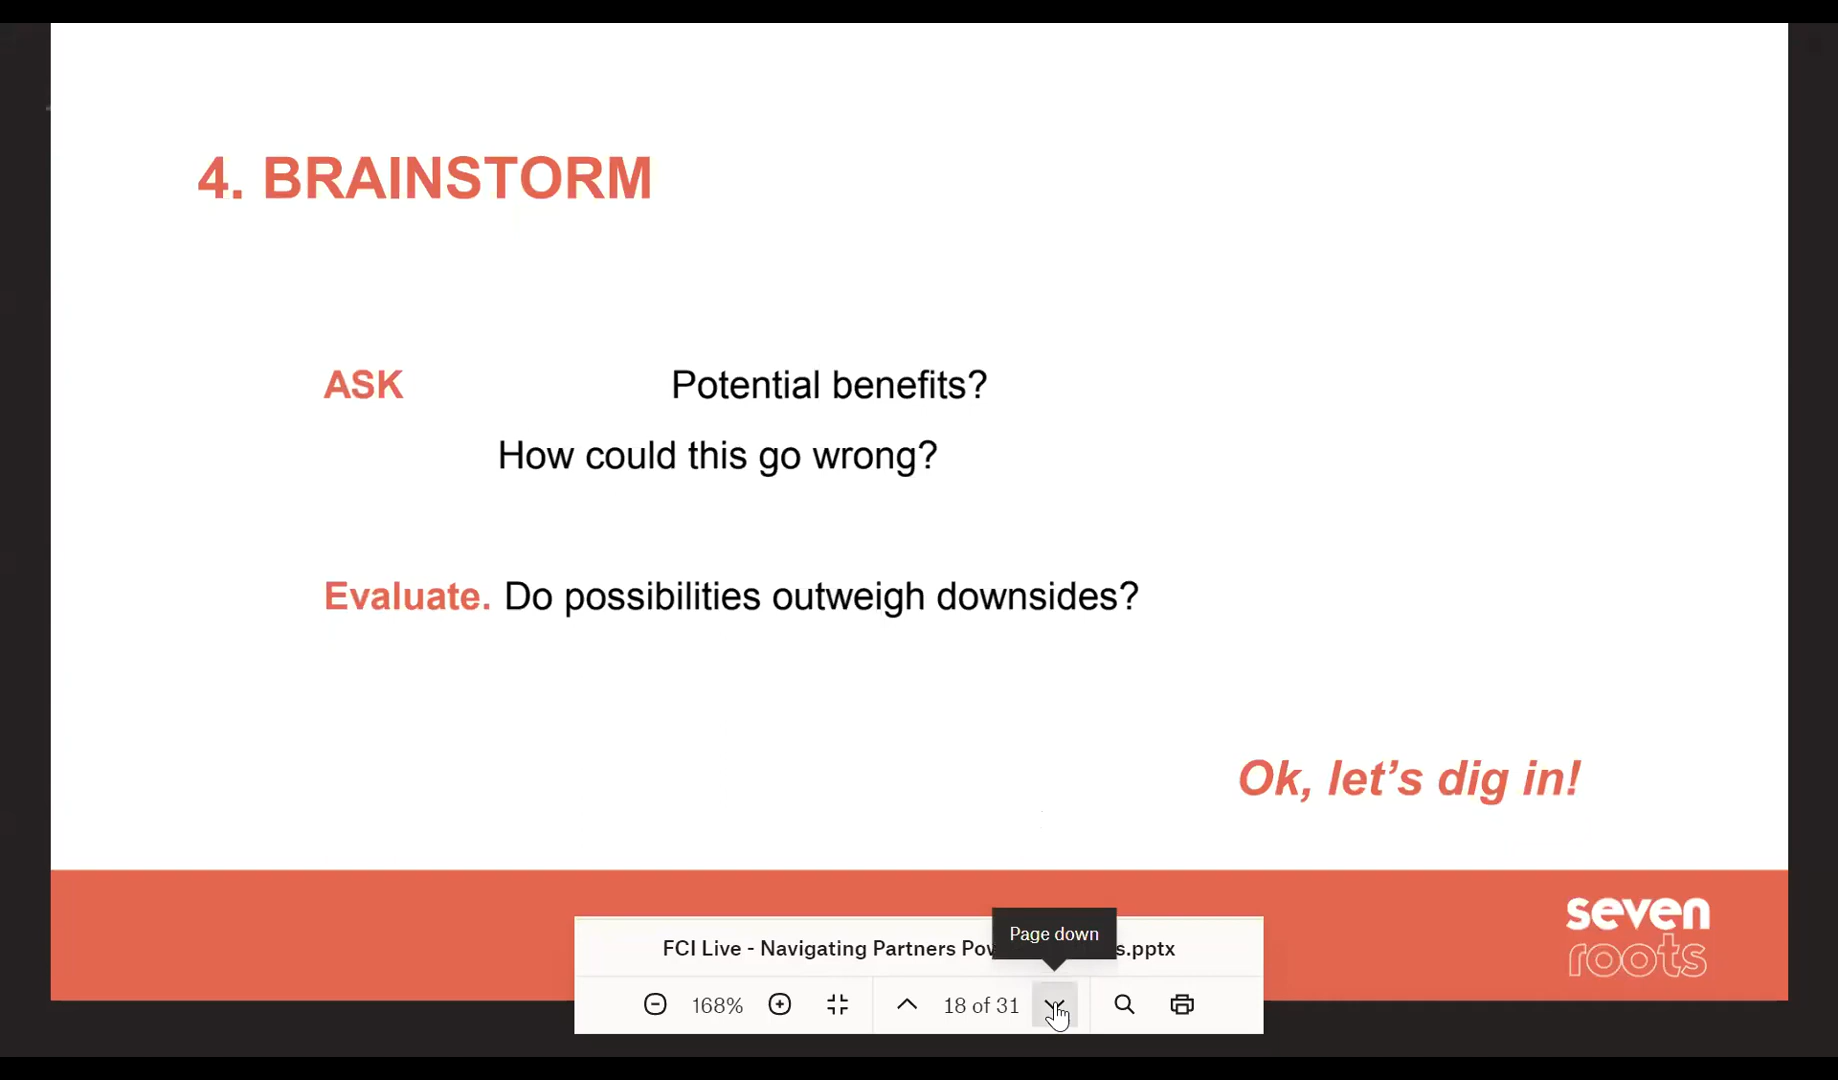 4. BRAINSTORM
ASK Potential benefits?
How could this go wrong?
Evaluate. Do possibilities outweigh downsides?
Ok, let's dig in!
seven
roots
Page down
FCI Live - Navigating Partners s.pptx
168% 18 of 31